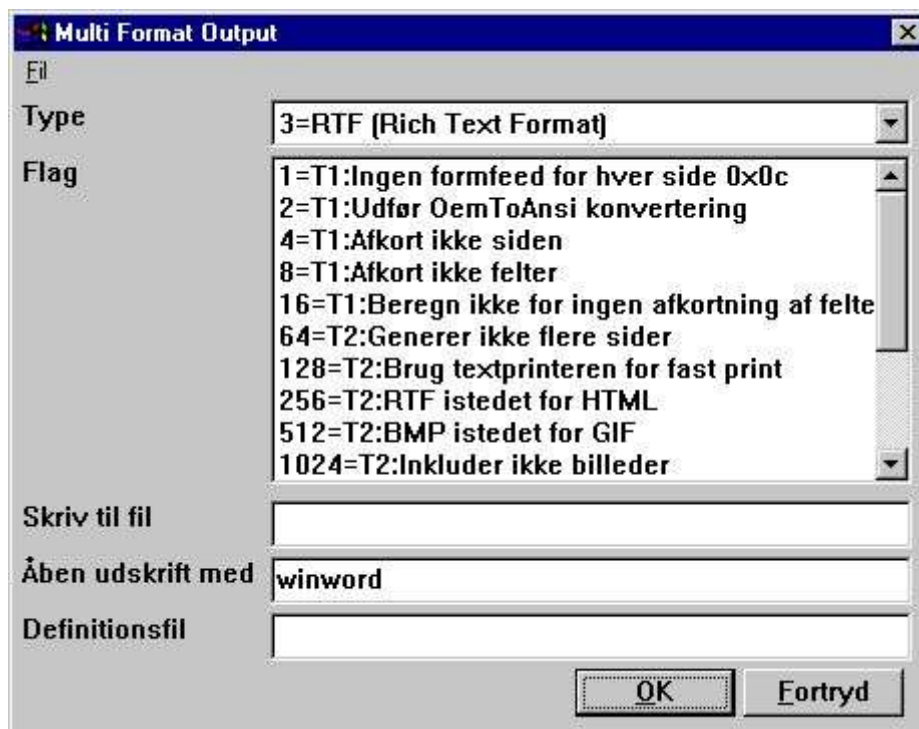 Multi Format Output
Fil
Type
3=RTF (Rich Text Format)
Flag
1=T1:Ingen formfeed for hver side 0x0c
2=T1:Udfør OemToAnsi konvertering
4=T1:Afkort ikke siden
8=T1:Afkort ikke felter
16=T1:Beregn ikke for ingen afkortning af felte
64=T2:Generer ikke flere sider
128=T2:Brug textprinteren for fast print
256=T2:RTF istedet for HTML
512=T2:BMP istedet for GIF
1024=T2:Inkluder ikke billeder
Skriv til fil
Åben udskrift med
winword
Definitionsfil
OK
Fortryd